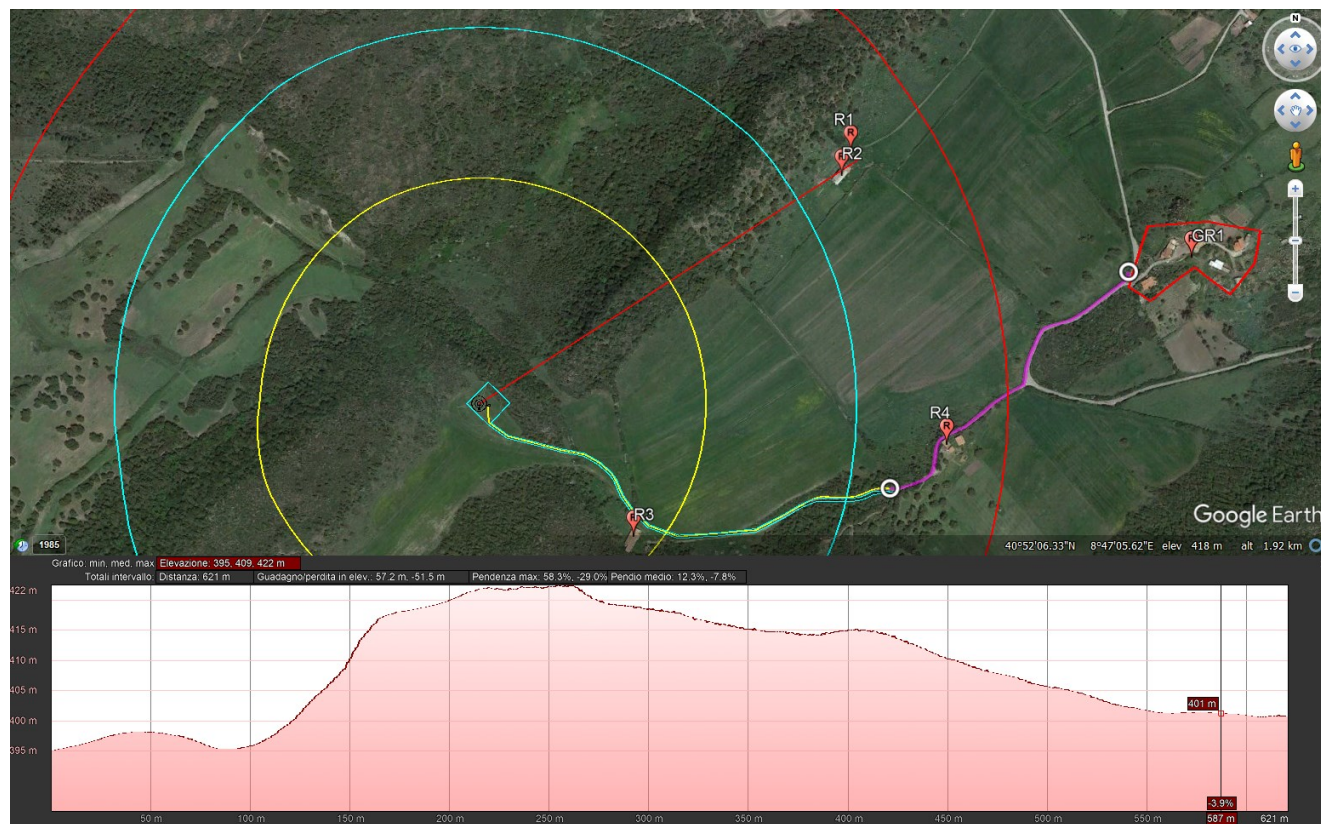 N
R1
R
R2
GR1
R4
R
R3
Google Earth
1985
40°52'06.33"N 8°47'05.62"E elev 418 m alt 1.92 km
Grafico: min. med. max Elevazione: 395, 409, 422 m
Totali intervallo: Distanza: 621 m Guadagno/perdita in elev.: 57.2 m, -51.5 m Pendenza max: 58.3%, -29.0% Pendio medio: 12.3%, -7.8%
422 m
415 m
410 m
405 m
401 m
400 m
395 m
-3.9%
50 m 100 m 150 m 200 m 250 m 300 m 350 m 400 m 450 m 500 m 550 m 587 m 621 m